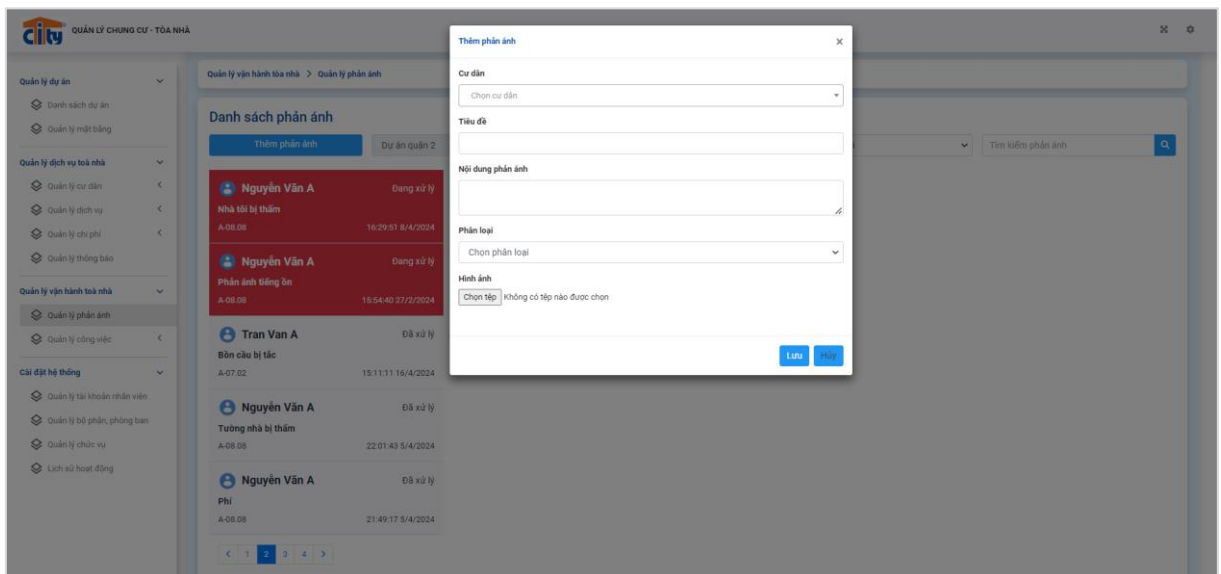 city QUẢN LÝ CHUNG CƯ - TÒA NHÀ
Quản lý dự án
Danh sách dự án
Quản lý mặt bằng
Quản lý dịch vụ toà nhà
Quản lý cư dân
Quản lý dịch vụ
Quản lý chi phí
Quản lý thông báo
Quản lý vận hành toà nhà
Quản lý phản ánh
Quản lý công việc
Cài đặt hệ thống
Quản lý tài khoản nhân viên
Quản lý bộ phận, phòng ban
Quản lý chức vụ
Lịch sử hoạt động
Quản lý vận hành tòa nhà > Quản lý phản ánh
Danh sách phản ánh
Thêm phản ánh Dự án quận 2 Tìm kiếm phản ánh
Nguyễn Văn A Đang xử lý
Nhà tôi bị thấm
A-08.08 16:29:51 8/4/2024
Nguyễn Văn A Đang xử lý
Phản ánh tiếng ồn
A-08.08 15:54:40 27/2/2024
Tran Van A Đã xử lý
Bồn cầu bị tắc
A-07.02 15:11:11 16/4/2024
Nguyễn Văn A Đã xử lý
Tường nhà bị thấm
A-08.08 22:01:43 5/4/2024
Nguyễn Văn A Đã xử lý
Phí
A-08.08 21:49:17 5/4/2024
< 1 2 3 4 >
Thêm phản ánh ×
Cư dân
Chọn cư dân
Tiêu đề
Nội dung phản ánh
Phân loại
Chọn phân loại
Hình ảnh
Chọn tệp Không có tệp nào được chọn
Lưu Hủy